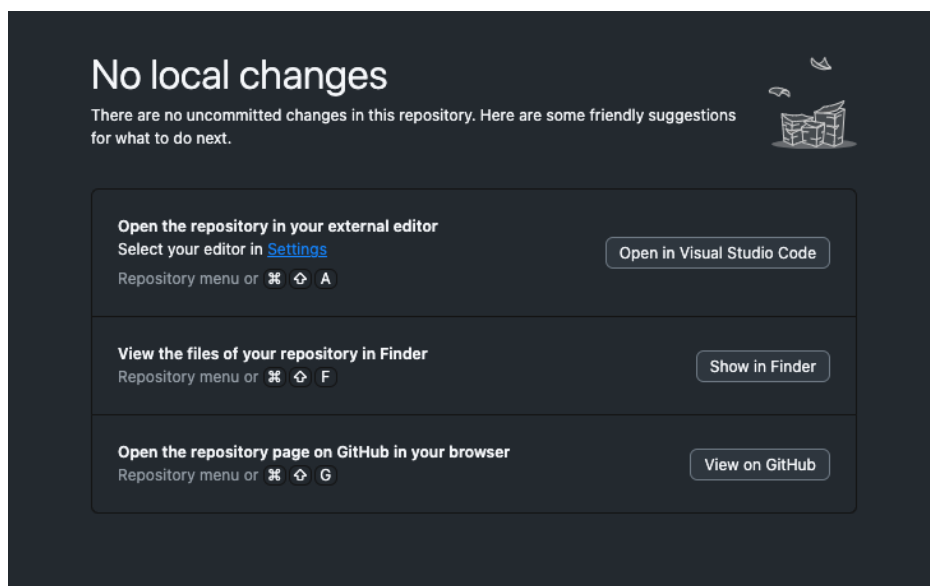 No local changes
There are no uncommitted changes in this repository. Here are some friendly suggestions
for what to do next.
Open the repository in your external editor
Select your editor in Settings
Open in Visual Studio Code
Repository menu or ⌘ ⇧ A
View the files of your repository in Finder
Show in Finder
Repository menu or ⌘ ⇧ F
Open the repository page on GitHub in your browser
View on GitHub
Repository menu or ⌘ ⇧ G